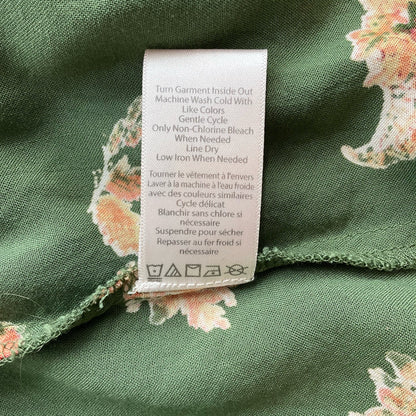 Turn Garment Inside Out
Machine Wash Cold With
Like Colors
Gentle Cycle
Only Non-Chlorine Bleach
When Needed
Line Dry
Low Iron When Needed
Tourner le vêtement à l'envers
Laver à la machine à l'eau froide
avec des couleurs similaires
Cycle délicat
Blanchir sans chlore si
nécessaire
Suspendre pour sécher
Repasser au fer froid si
nécessaire